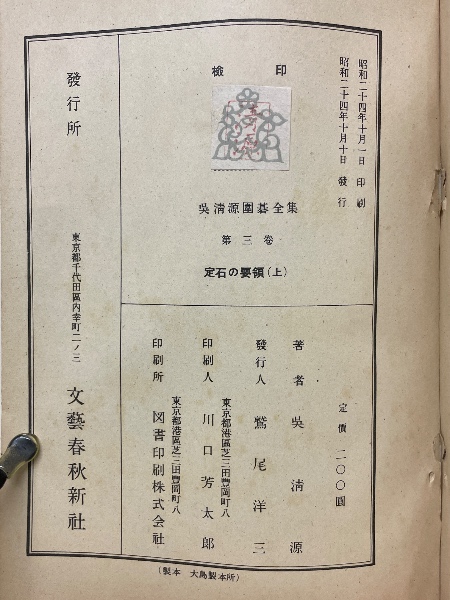 昭和二十四年十月一日 印刷
昭和二十四年十月十日 發行
檢印
吳淸源圍碁全集
第三卷
定石の要領(上)
定價 二〇〇圓
著者 吳淸源
發行人 鷲尾洋三
東京都港區芝三田豐岡町八
印刷人 川口芳太郎
東京都港區芝三田豐岡町八
印刷所 図書印刷株式会社
發行所
東京都千代田區內幸町二ノ三
文藝春秋新社
(製本 大鳥製本所)